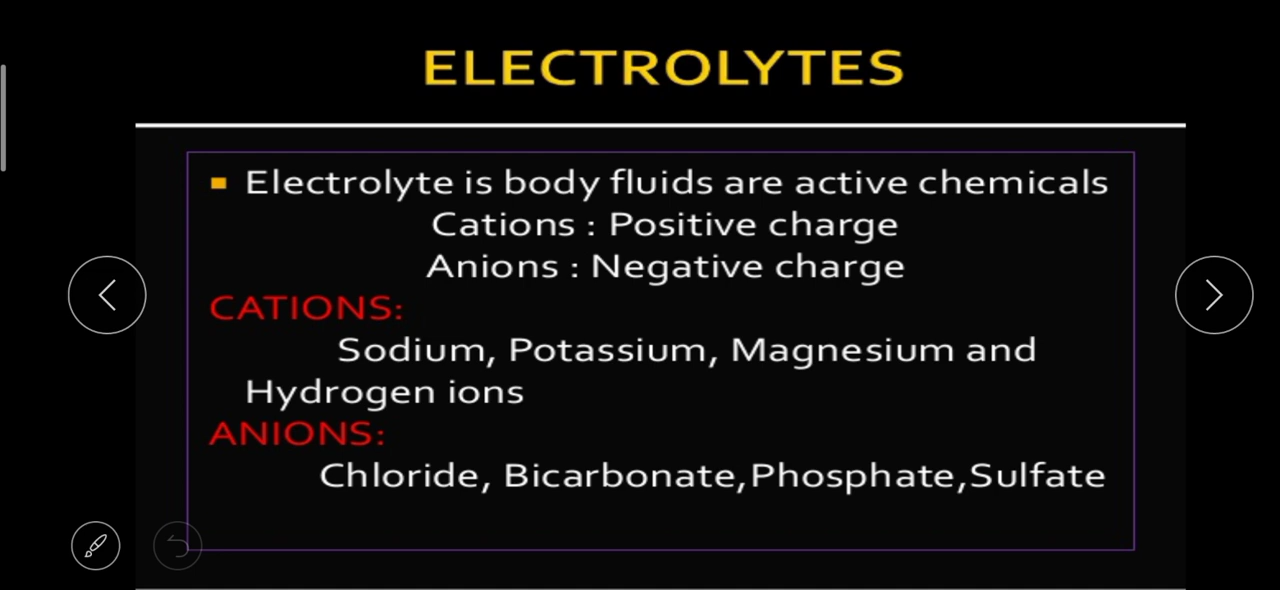 ELECTROLYTES
Electrolyte is body fluids are active chemicals
Cations : Positive charge
Anions : Negative charge
CATIONS:
Sodium, Potassium, Magnesium and
Hydrogen ions
ANIONS:
Chloride, Bicarbonate,Phosphate,Sulfate